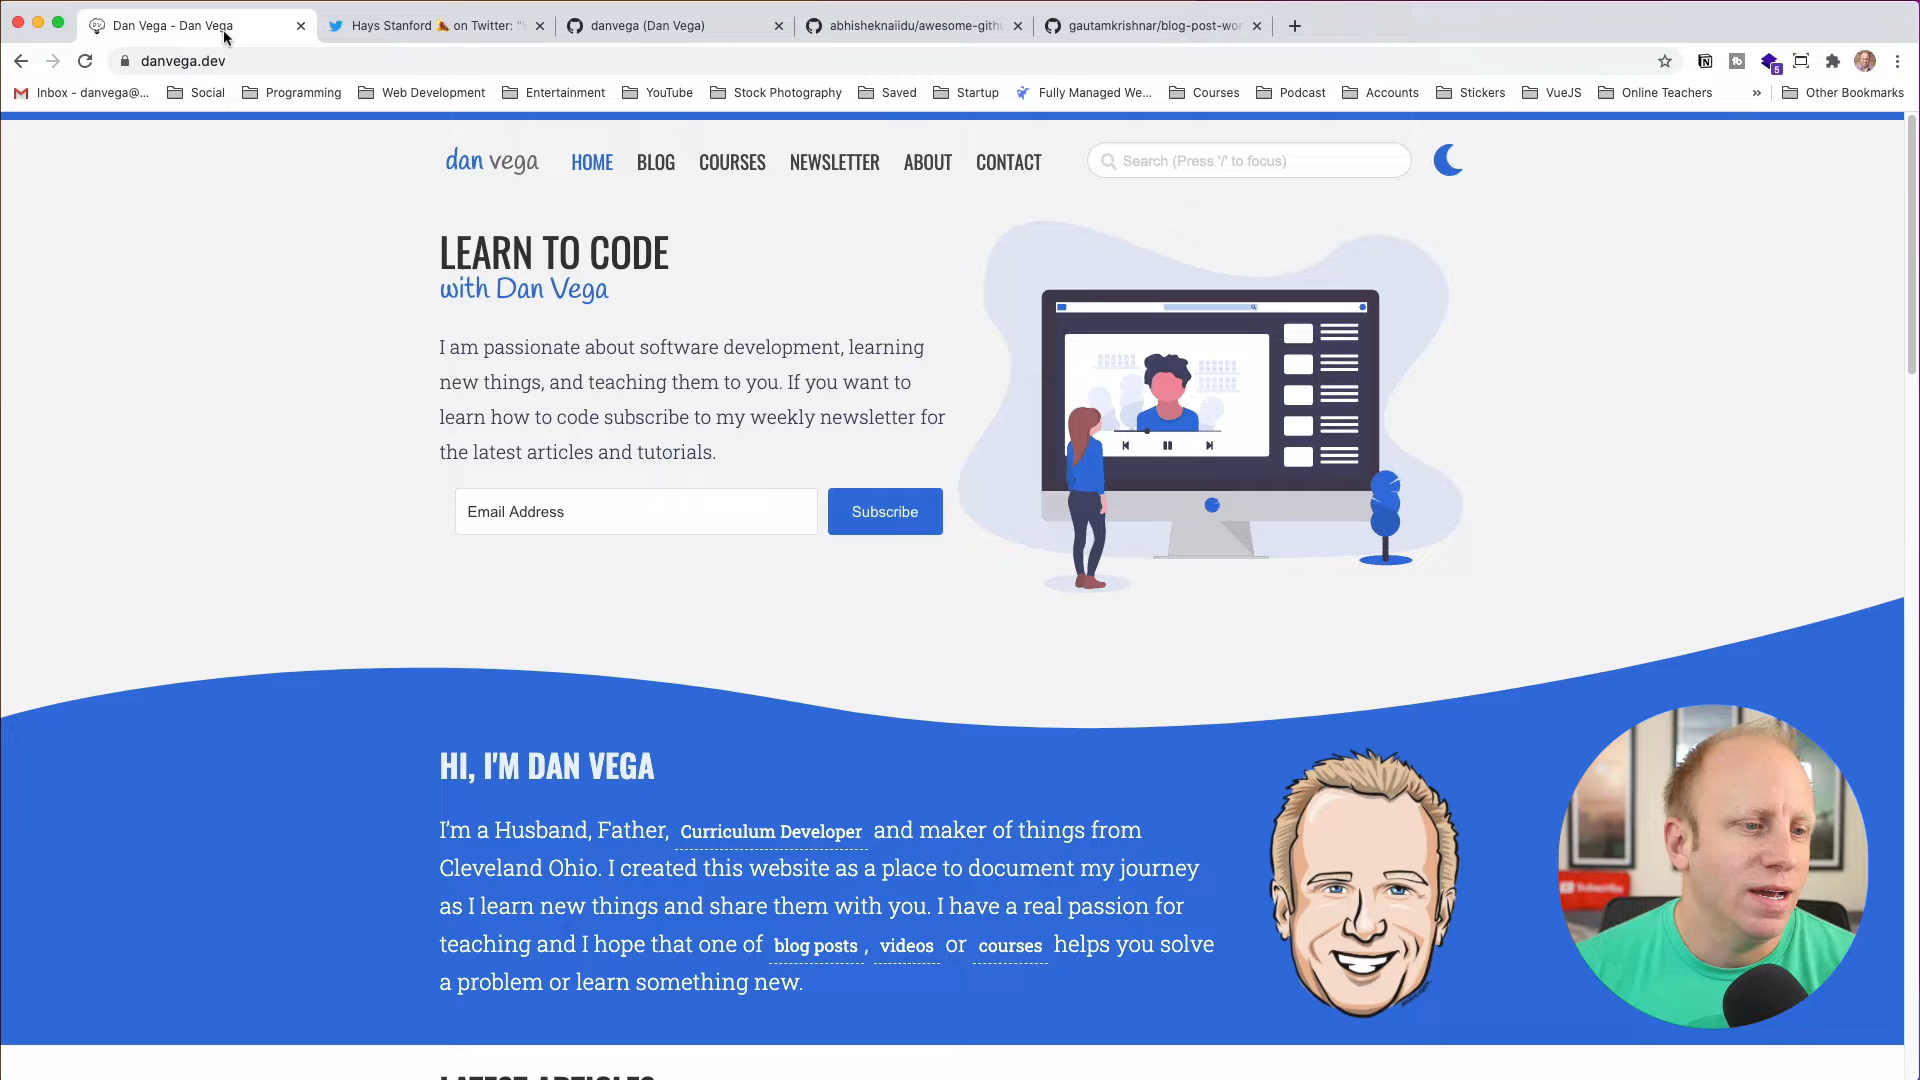 Dan Vega - Dan Vega
Hays Stanford 🎉 on Twitter: "
danvega (Dan Vega)
abhisheknaiidu/awesome-gith
gautamkrishnar/blog-post-wor
danvega.dev
5
Inbox - danvega@...
Social
Programming
Web Development
Entertainment
YouTube
Stock Photography
Saved
Startup
Fully Managed We...
Courses
Podcast
Accounts
Stickers
VueJS
Online Teachers
»
Other Bookmarks
dan vega
HOME
BLOG
COURSES
NEWSLETTER
ABOUT
CONTACT
Search (Press '/' to focus)
LEARN TO CODE
with Dan Vega
I am passionate about software development, learning
new things, and teaching them to you. If you want to
learn how to code subscribe to my weekly newsletter for
the latest articles and tutorials.
Email Address
Subscribe
HI, I'M DAN VEGA
I'm a Husband, Father, Curriculum Developer and maker of things from
Cleveland Ohio. I created this website as a place to document my journey
as I learn new things and share them with you. I have a real passion for
teaching and I hope that one of blog posts , videos or courses helps you solve
a problem or learn something new.
LATEST ARTICLES